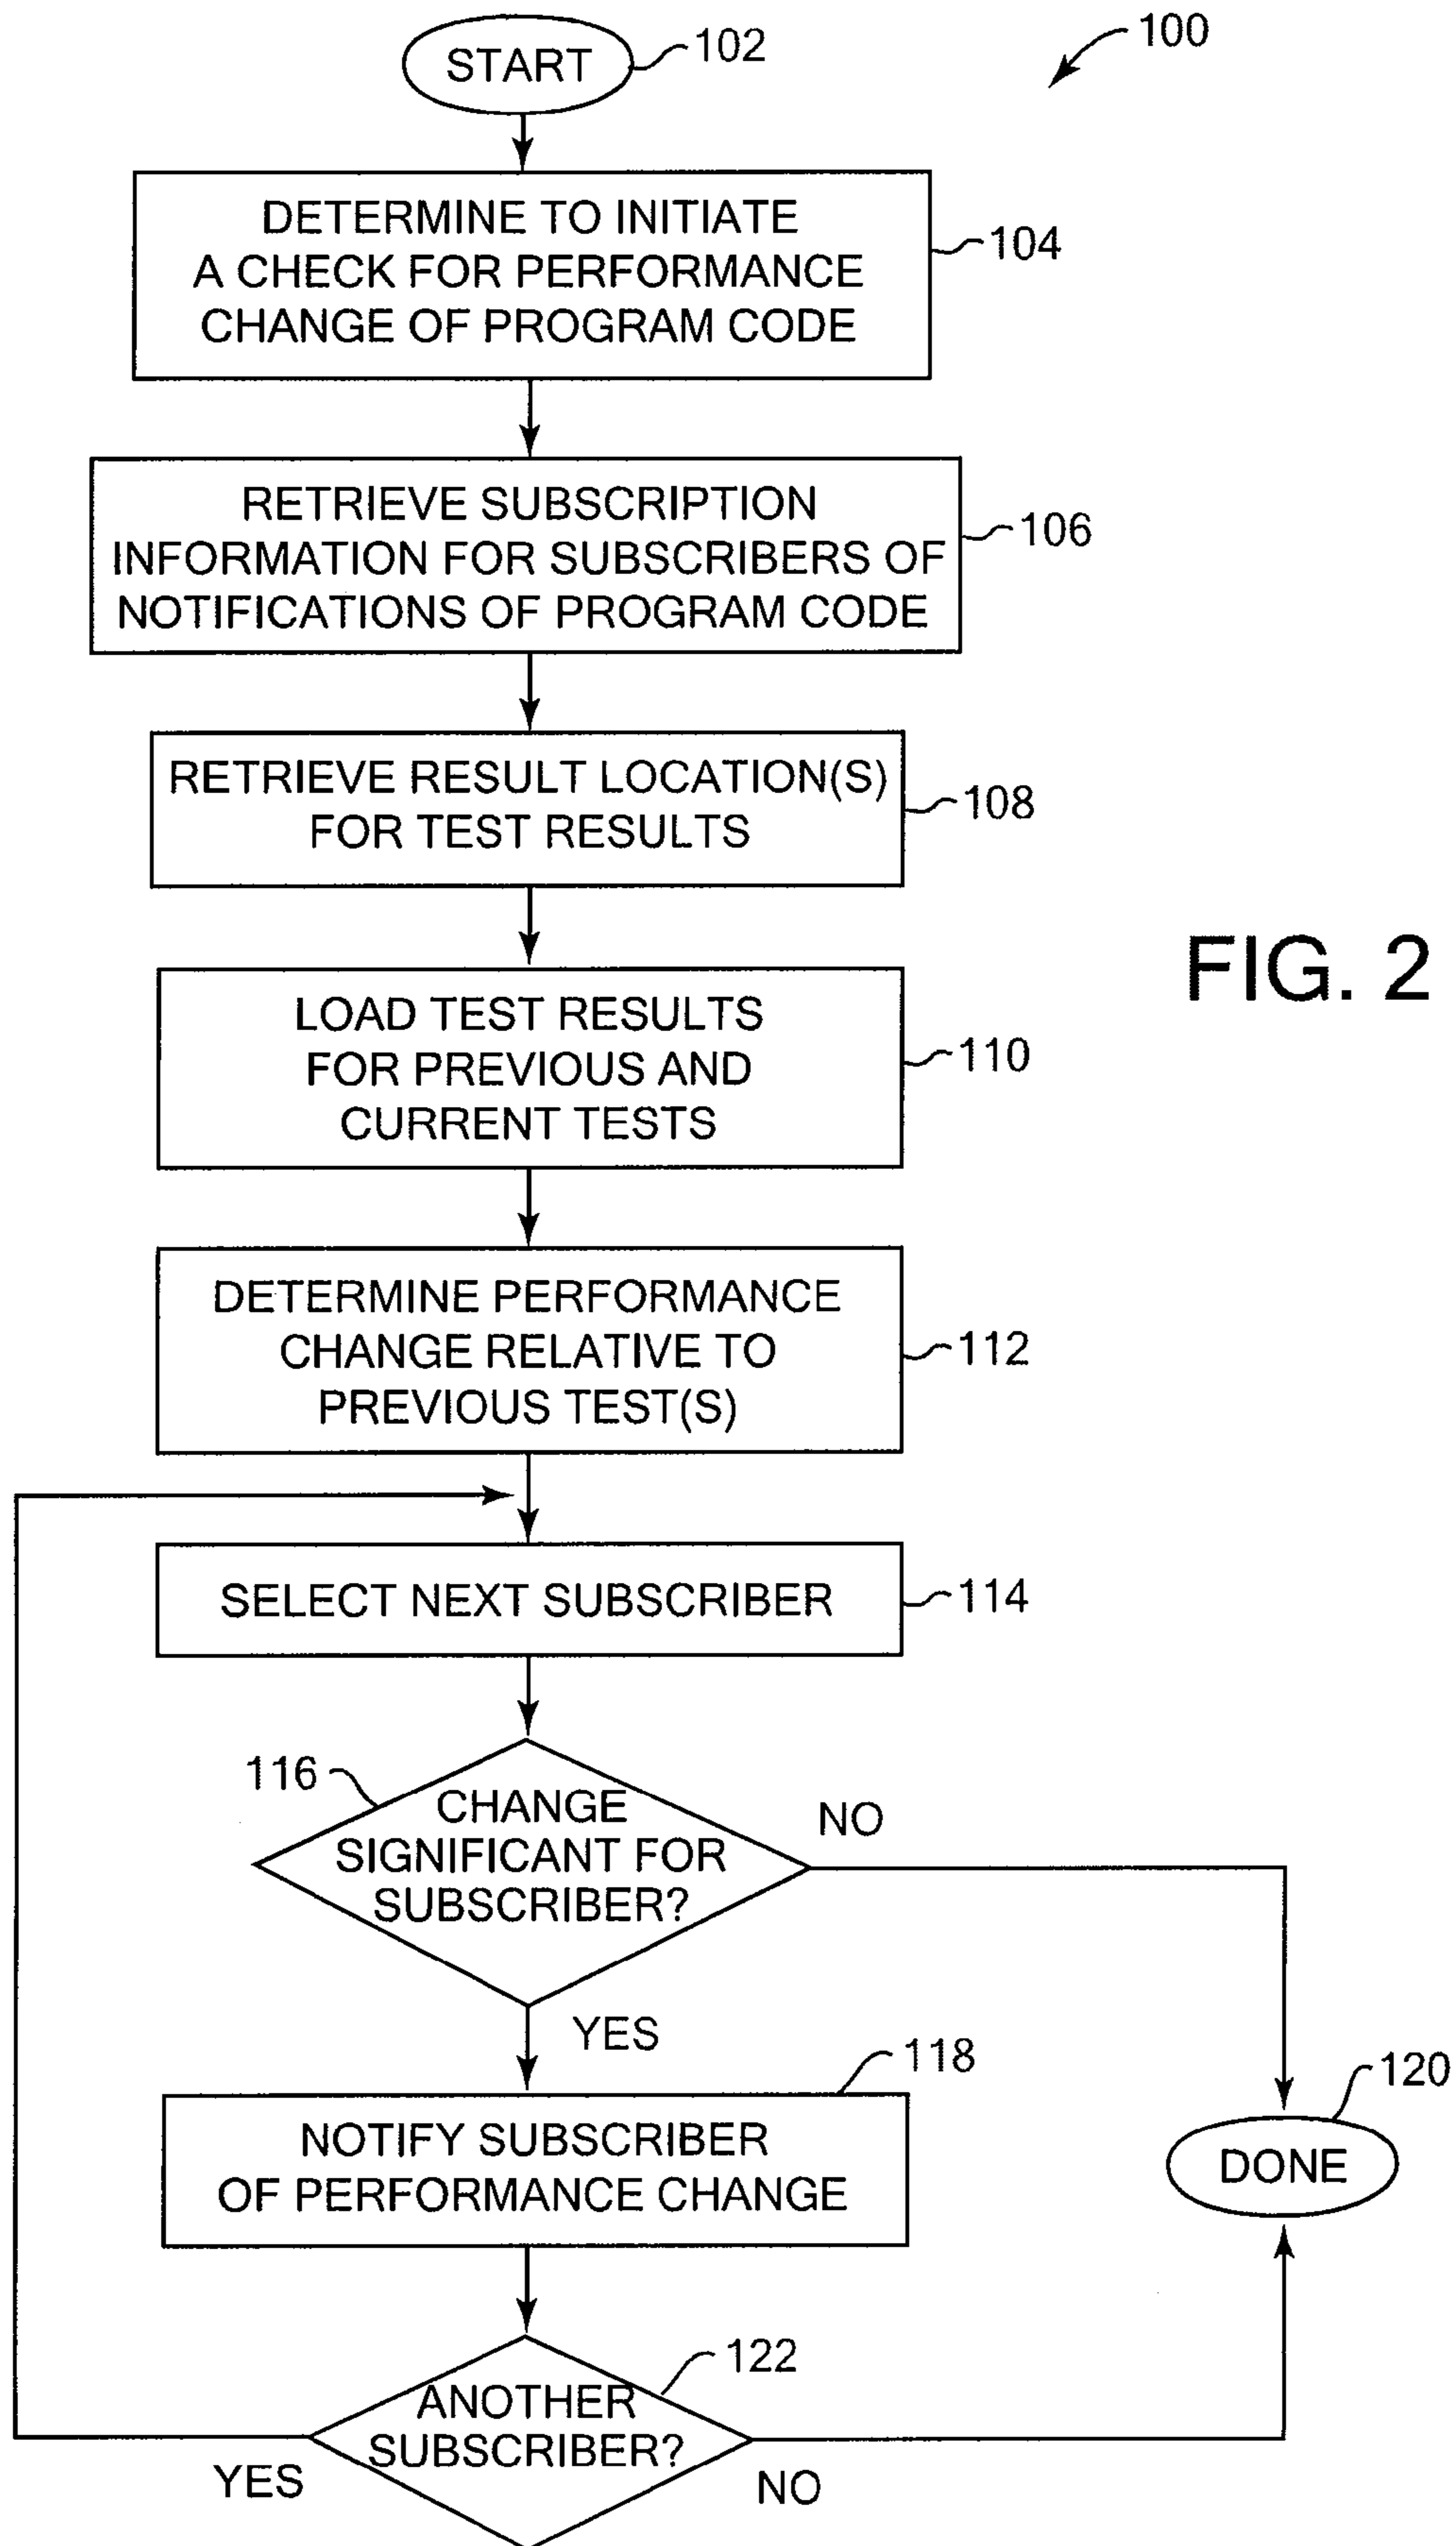 START
102
100
DETERMINE TO INITIATE
A CHECK FOR PERFORMANCE
CHANGE OF PROGRAM CODE
104
RETRIEVE SUBSCRIPTION
INFORMATION FOR SUBSCRIBERS OF
NOTIFICATIONS OF PROGRAM CODE
106
RETRIEVE RESULT LOCATION(S)
FOR TEST RESULTS
108
FIG. 2
LOAD TEST RESULTS
FOR PREVIOUS AND
CURRENT TESTS
110
DETERMINE PERFORMANCE
CHANGE RELATIVE TO
PREVIOUS TEST(S)
112
SELECT NEXT SUBSCRIBER
114
116
CHANGE
SIGNIFICANT FOR
SUBSCRIBER?
NO
YES
118
NOTIFY SUBSCRIBER
OF PERFORMANCE CHANGE
120
DONE
122
ANOTHER
SUBSCRIBER?
YES
NO